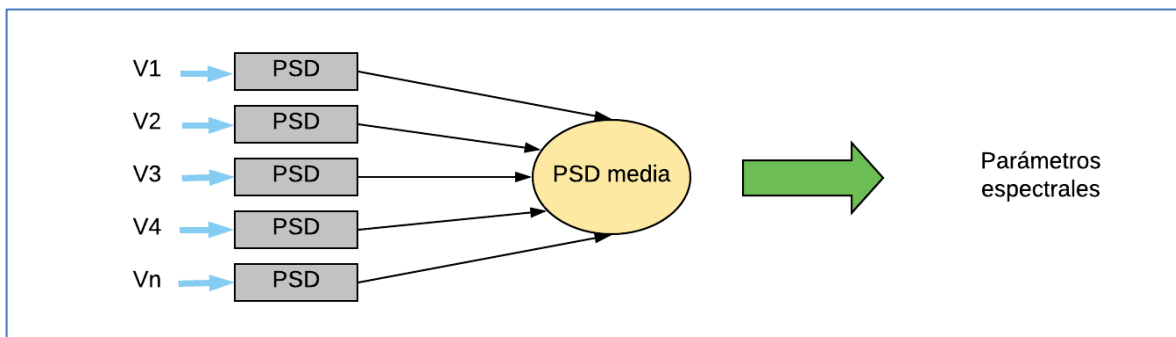 V1 PSD
V2 PSD
V3 PSD
V4 PSD
Vn PSD
PSD media
Parámetros
espectrales